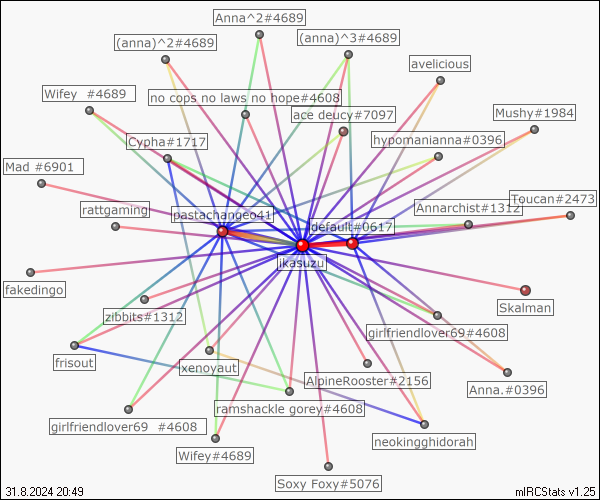 Anna^2#4689
(anna)^2#4689
(anna)^3#4689
avelicious
Wifey #4689
no cops no laws no hope#4608
ace deucy#7097
Mushy#1984
Cypha#1717
hypomanianna#0396
Mad #6901
Toucan#2473
rattgaming
pastachangeo41
Annarchist#1312
default#0617
ikasuzu
fakedingo
Skalman
zibbits#1312
girlfriendlover69#4608
frisout
xenoyaut
AlpineRooster#2156
Anna.#0396
ramshackle gorey#4608
girlfriendlover69 #4608
neokingghidorah
Wifey#4689
Soxy Foxy#5076
31.8.2024 20:49
mIRCStats v1.25